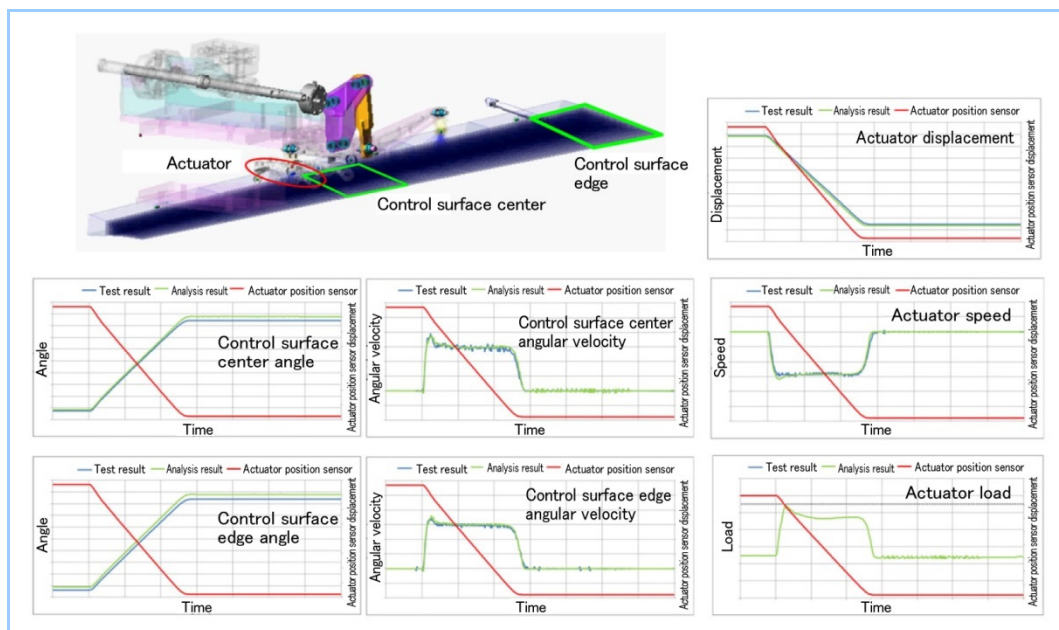 Actuator
Control surface center
Control surface
edge
Test result Analysis result Actuator position sensor
Actuator displacement
Displacement
Actuator position sensor displacement
Time
Test result Analysis result Actuator position sensor
Control surface
center angle
Angle
Actuator position sensor displacement
Time
Test result Analysis result Actuator position sensor
Control surface center
angular velocity
Angular velocity
Actuator position sensor displacement
Time
Test result Analysis result Actuator position sensor
Actuator speed
Speed
Actuator position sensor displacement
Time
Test result Analysis result Actuator position sensor
Control surface
edge angle
Angle
Actuator position sensor displacement
Time
Test result Analysis result Actuator position sensor
Control surface edge
angular velocity
Angular velocity
Actuator position sensor displacement
Time
Test result Analysis result Actuator position sensor
Actuator load
Load
Actuator position sensor displacement
Time